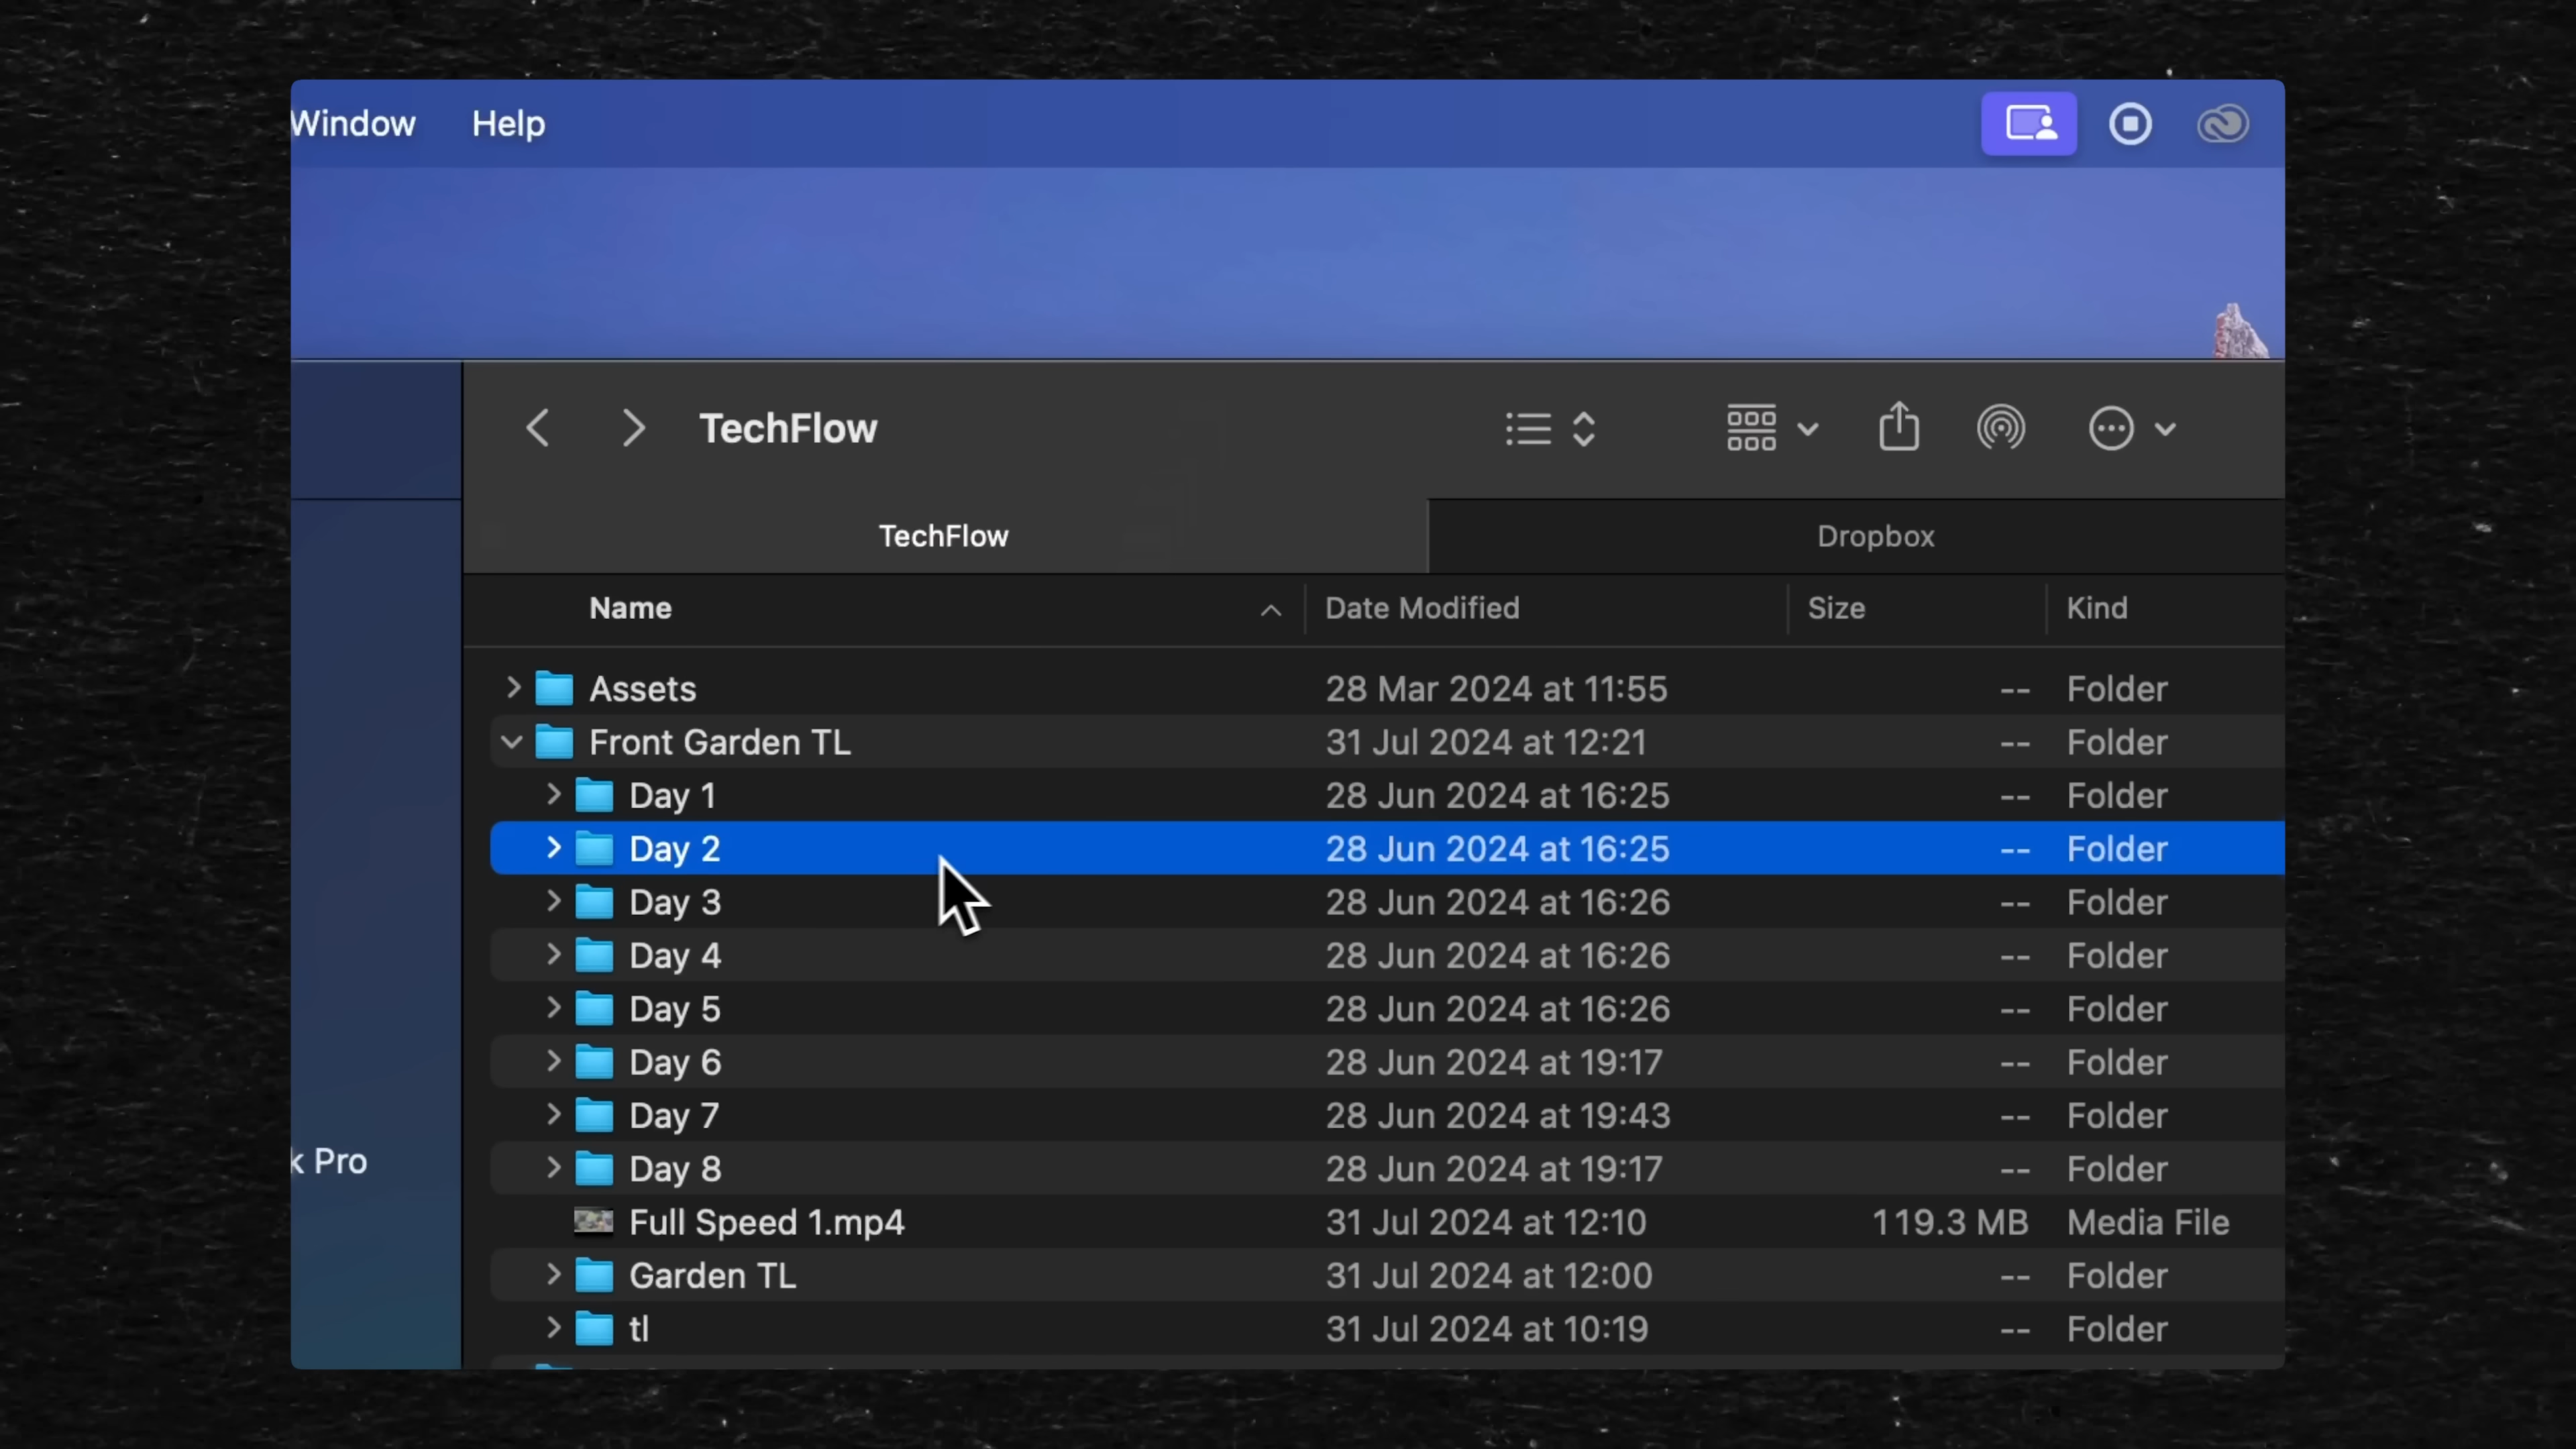 Window Help
TechFlow
TechFlow Dropbox
Name Date Modified Size Kind
Assets 28 Mar 2024 at 11:55 -- Folder
Front Garden TL 31 Jul 2024 at 12:21 -- Folder
Day 1 28 Jun 2024 at 16:25 -- Folder
Day 2 28 Jun 2024 at 16:25 -- Folder
Day 3 28 Jun 2024 at 16:26 -- Folder
Day 4 28 Jun 2024 at 16:26 -- Folder
Day 5 28 Jun 2024 at 16:26 -- Folder
Day 6 28 Jun 2024 at 19:17 -- Folder
Day 7 28 Jun 2024 at 19:43 -- Folder
k Pro
Day 8 28 Jun 2024 at 19:17 -- Folder
Full Speed 1.mp4 31 Jul 2024 at 12:10 119.3 MB Media File
Garden TL 31 Jul 2024 at 12:00 -- Folder
tl 31 Jul 2024 at 10:19 -- Folder